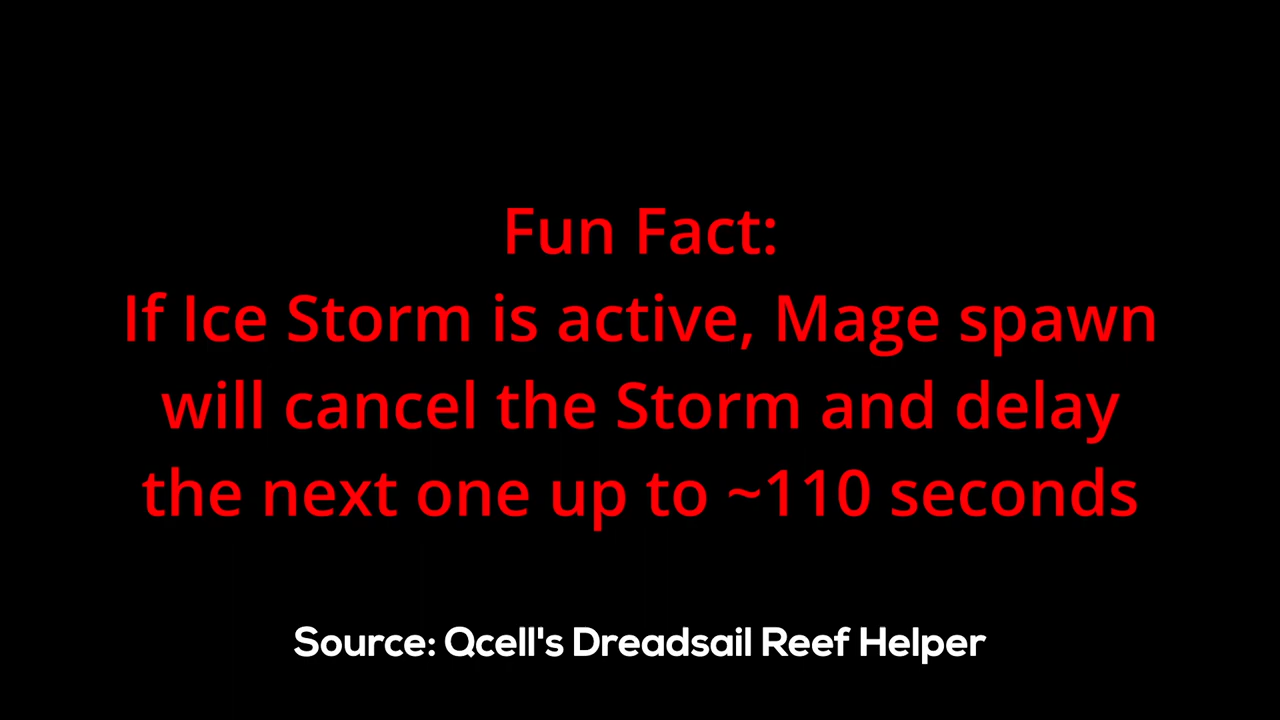 Fun Fact:
If Ice Storm is active, Mage spawn
will cancel the Storm and delay
the next one up to ~110 seconds
Source: Qcell's Dreadsail Reef Helper